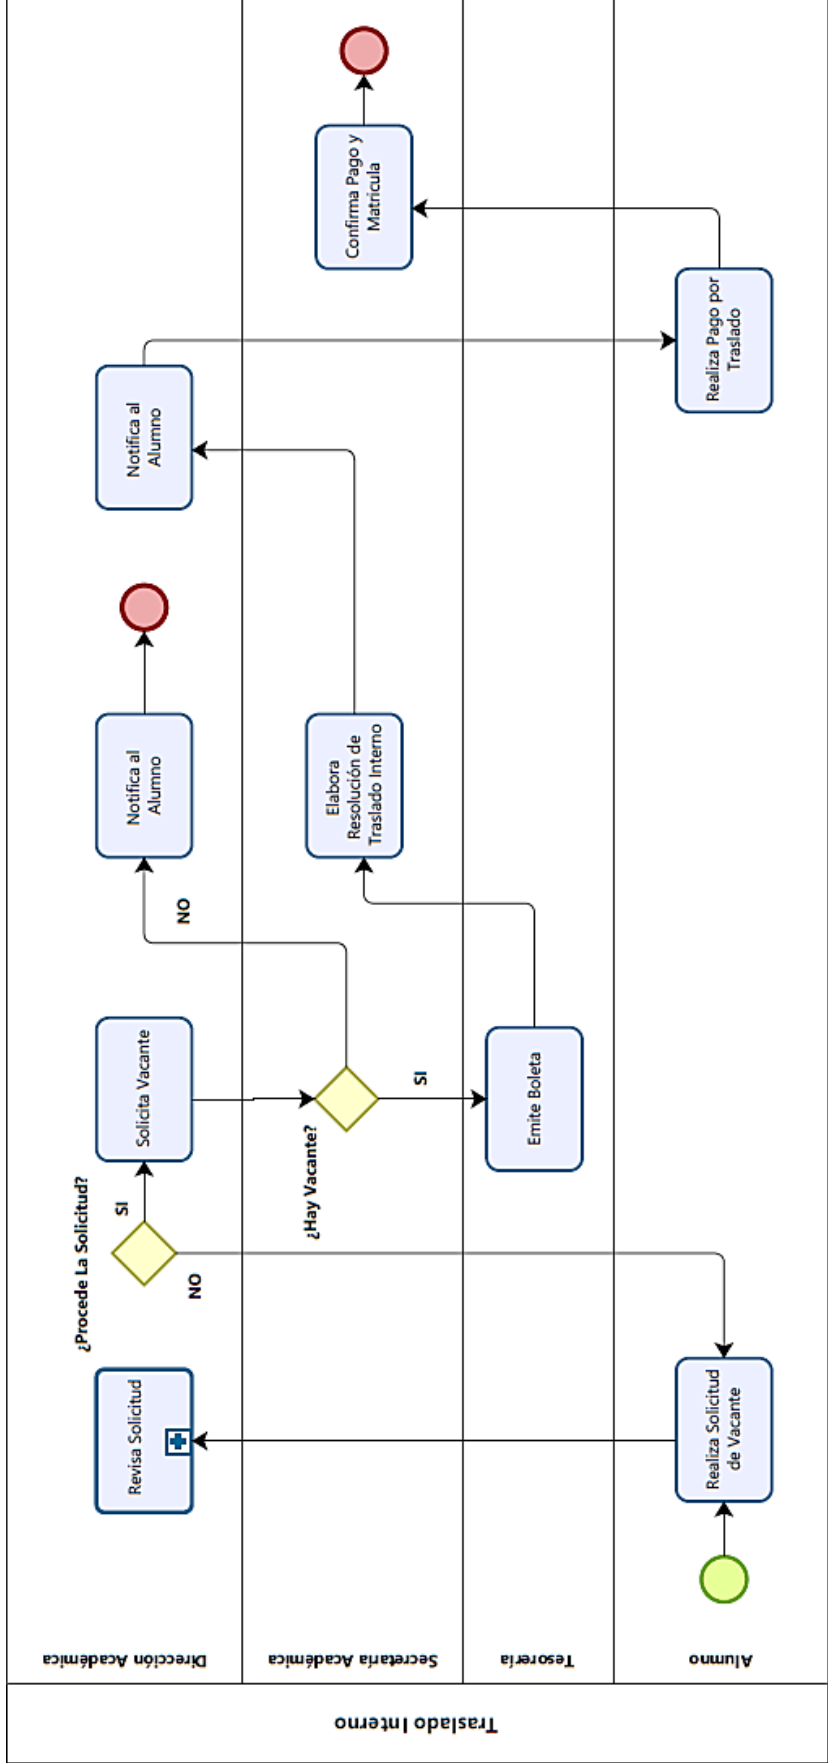 Traslado Interno
Dirección Académica
Revisa Solicitud
¿Procede La Solicitud?
SI
NO
Solicita Vacante
NO
Notifica al
Alumno
Notifica al
Alumno
Secretaría Académica
¿Hay Vacante?
SI
Elabora
Resolución de
Traslado Interno
Confirma Pago y
Matricula
Tesorería
Emite Boleta
Alumno
Realiza Solicitud
de Vacante
Realiza Pago por
Traslado